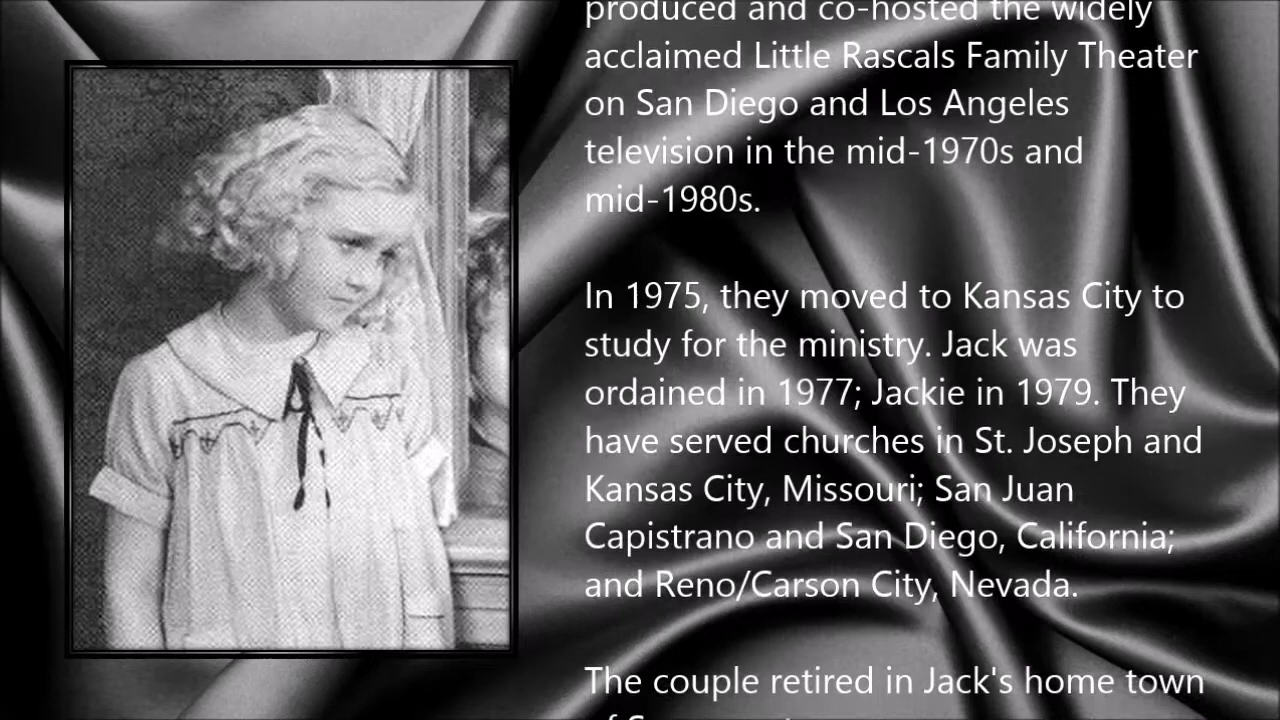 produced and co-hosted the widely
acclaimed Little Rascals Family Theater
on San Diego and Los Angeles
television in the mid-1970s and
mid-1980s.
In 1975, they moved to Kansas City to
study for the ministry. Jack was
ordained in 1977; Jackie in 1979. They
have served churches in St. Joseph and
Kansas City, Missouri; San Juan
Capistrano and San Diego, California;
and Reno/Carson City, Nevada.
The couple retired in Jack's home town
of